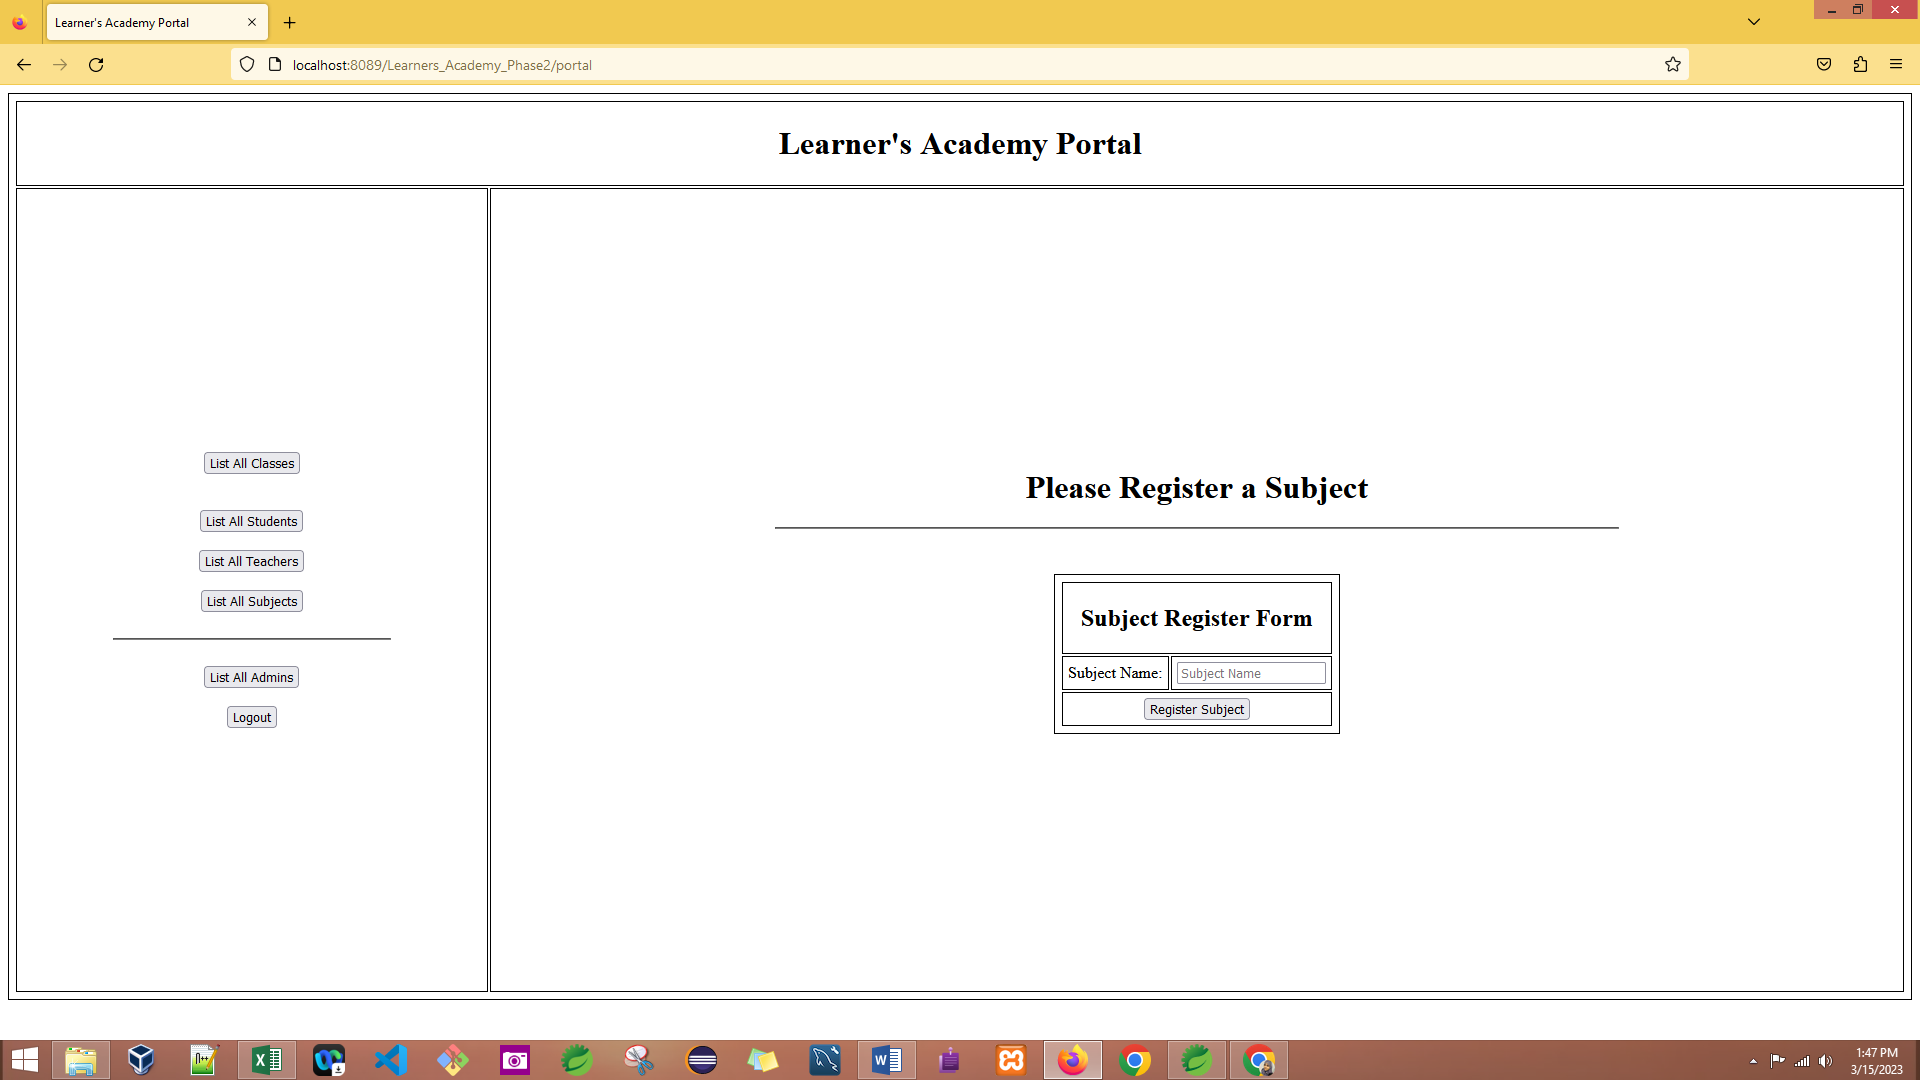 Learner's Academy Portal
localhost:8089/Learners_Academy_Phase2/portal
Learner's Academy Portal
List All Classes
List All Students
List All Teachers
List All Subjects
List All Admins
Logout
Please Register a Subject
Subject Register Form
Subject Name: Subject Name
Register Subject
1:47 PM
3/15/2023